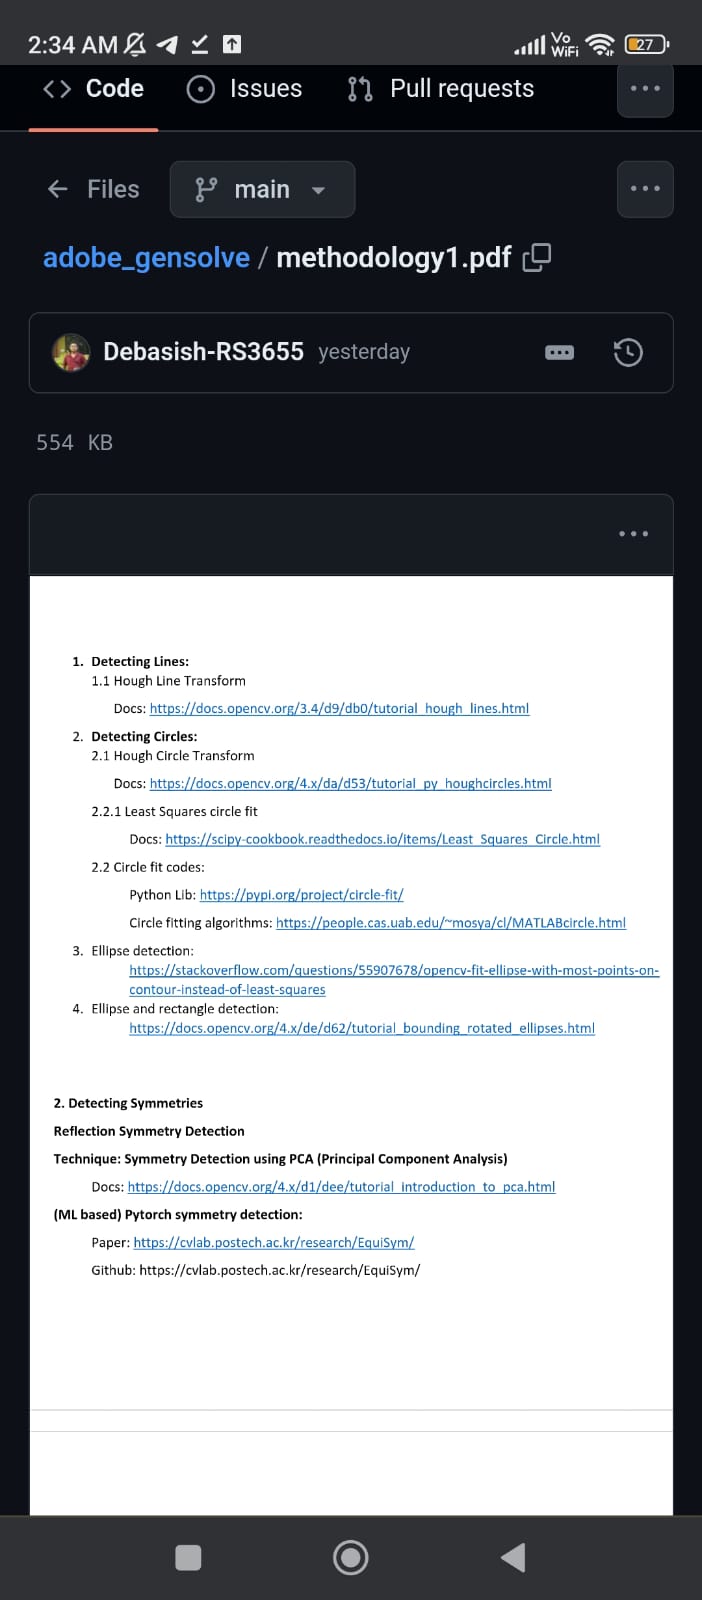 2:34 AM
Vo
WiFi
27
Code
Issues
Pull requests
Files
main
adobe_gensolve / methodology1.pdf
Debasish-RS3655 yesterday
554 KB
1. Detecting Lines:
1.1 Hough Line Transform
Docs: https://docs.opencv.org/3.4/d9/db0/tutorial_hough_lines.html
2. Detecting Circles:
2.1 Hough Circle Transform
Docs: https://docs.opencv.org/4.x/da/d53/tutorial_py_houghcircles.html
2.2.1 Least Squares circle fit
Docs: https://scipy-cookbook.readthedocs.io/items/Least_Squares_Circle.html
2.2 Circle fit codes:
Python Lib: https://pypi.org/project/circle-fit/
Circle fitting algorithms: https://people.cas.uab.edu/~mosya/cl/MATLABcircle.html
3. Ellipse detection:
https://stackoverflow.com/questions/55907678/opencv-fit-ellipse-with-most-points-on-
contour-instead-of-least-squares
4. Ellipse and rectangle detection:
https://docs.opencv.org/4.x/de/d62/tutorial_bounding_rotated_ellipses.html
2. Detecting Symmetries
Reflection Symmetry Detection
Technique: Symmetry Detection using PCA (Principal Component Analysis)
Docs: https://docs.opencv.org/4.x/d1/dee/tutorial_introduction_to_pca.html
(ML based) Pytorch symmetry detection:
Paper: https://cvlab.postech.ac.kr/research/EquiSym/
Github: https://cvlab.postech.ac.kr/research/EquiSym/